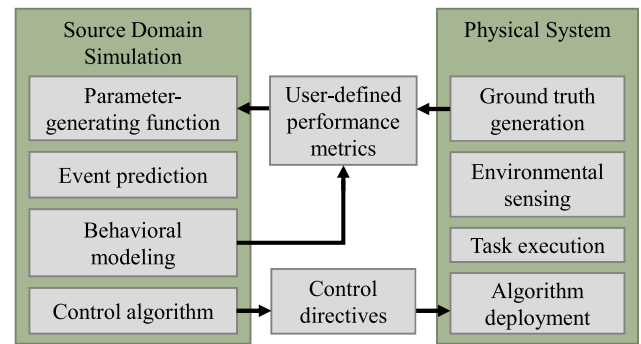 Source Domain
Simulation
Parameter-
generating function
Event prediction
Behavioral
modeling
Control algorithm
User-defined
performance
metrics
Control
directives
Physical System
Ground truth
generation
Environmental
sensing
Task execution
Algorithm
deployment